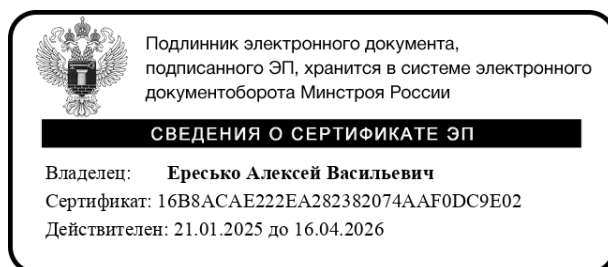 Подлинник электронного документа,
подписанного ЭП, хранится в системе электронного
документооборота Минстроя России
СВЕДЕНИЯ О СЕРТИФИКАТЕ ЭП
Владелец: Ересько Алексей Васильевич
Сертификат: 16B8ACAE222EA282382074AAF0DC9E02
Действителен: 21.01.2025 до 16.04.2026